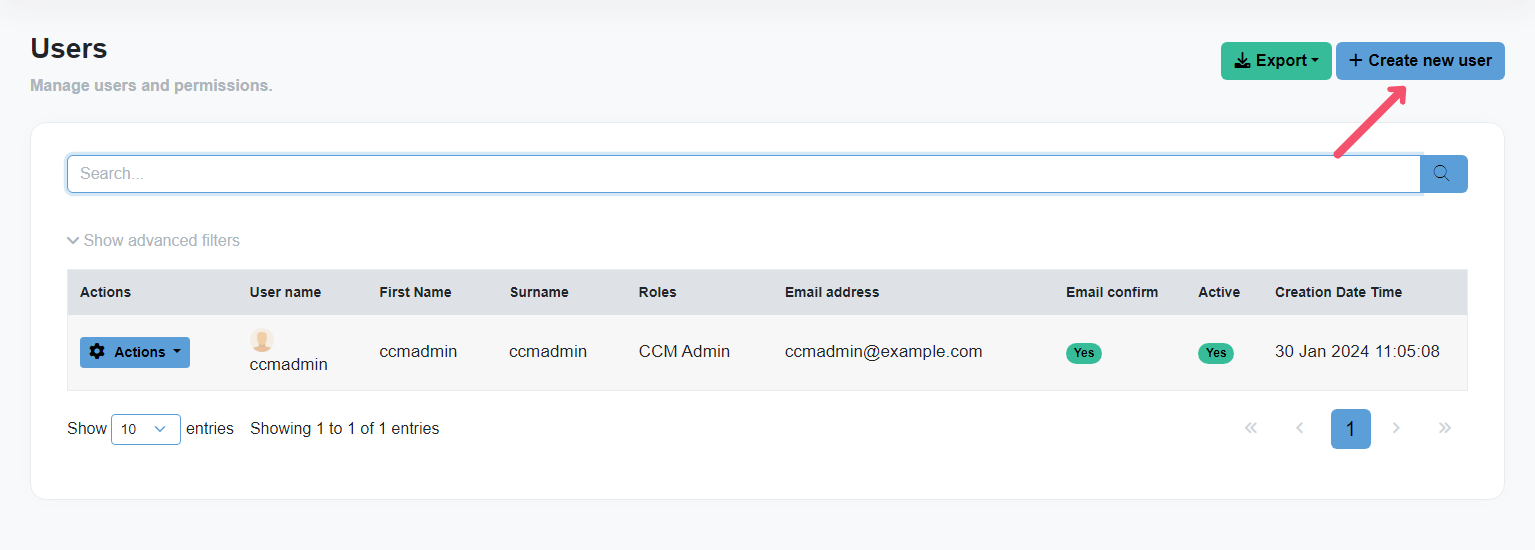 Users
Export
+ Create new user
Manage users and permissions.
Search...
Show advanced filters
Actions User name First Name Surname Roles Email address Email confirm Active Creation Date Time
Actions ccmadmin ccmadmin ccmadmin CCM Admin ccmadmin@example.com Yes Yes 30 Jan 2024 11:05:08
Show 10 entries Showing 1 to 1 of 1 entries « ‹ 1 › »